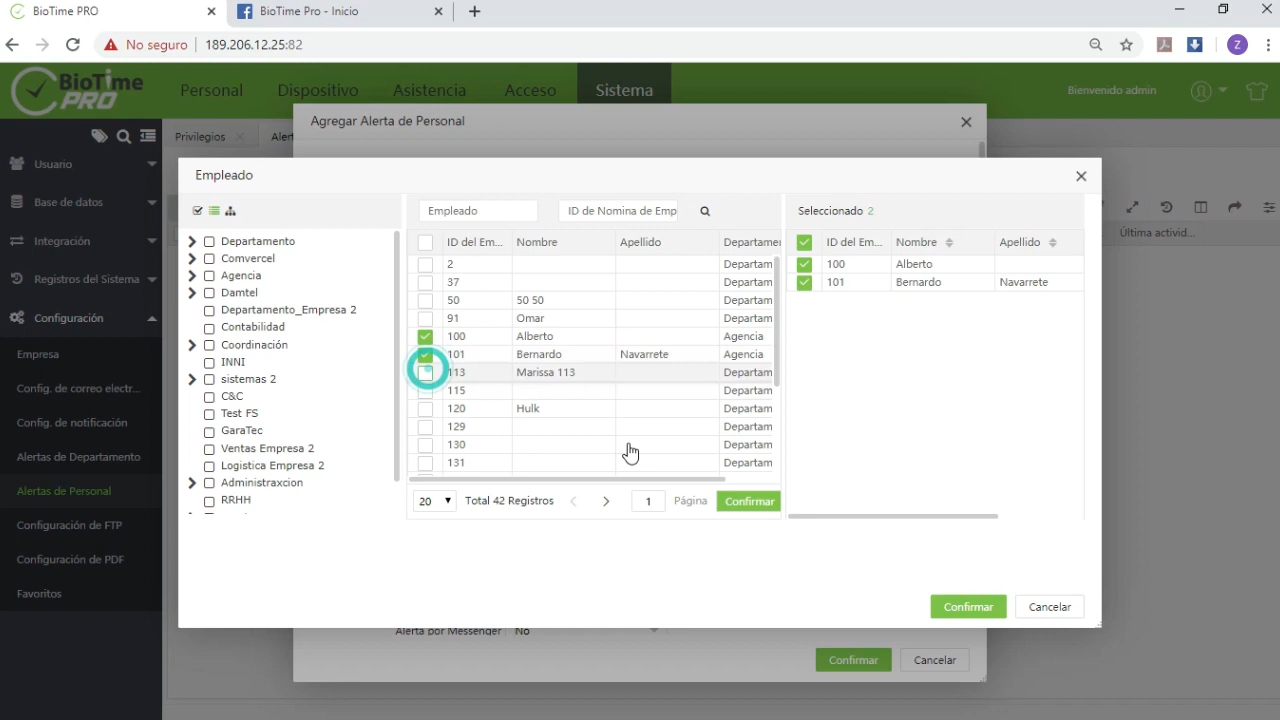 BioTime PRO
BioTime Pro - Inicio
No seguro
189.206.12.25:82
Z
BioTime PRO
Personal
Dispositivo
Asistencia
Acceso
Sistema
Bienvenido admin
Privilegios
Usuario
Base de datos
Integración
Registros del Sistema
Configuración
Empresa
Config. de correo electr...
Config. de notificación
Alertas de Departamento
Alertas de Personal
Configuración de FTP
Configuración de PDF
Favoritos
Agregar Alerta de Personal
Última activid...
Empleado
Departamento
Comvercel
Agencia
Damtel
Departamento_Empresa 2
Contabilidad
Coordinación
INNI
sistemas 2
C&C
Test FS
GaraTec
Ventas Empresa 2
Logistica Empresa 2
Administraxcion
RRHH
Empleado
ID de Nomina de Emp
ID del Em... Nombre Apellido Departamen
2 Departam
37 Departam
50 50 50 Departam
91 Omar Departam
100 Alberto Agencia
101 Bernardo Navarrete Agencia
113 Marissa 113 Departam
115 Departam
120 Hulk Departam
129 Departam
130 Departam
131 Departam
20 Total 42 Registros 1 Página Confirmar
Seleccionado 2
ID del Em... Nombre Apellido
100 Alberto
101 Bernardo Navarrete
Confirmar
Cancelar
Alerta por Messenger No
Confirmar
Cancelar